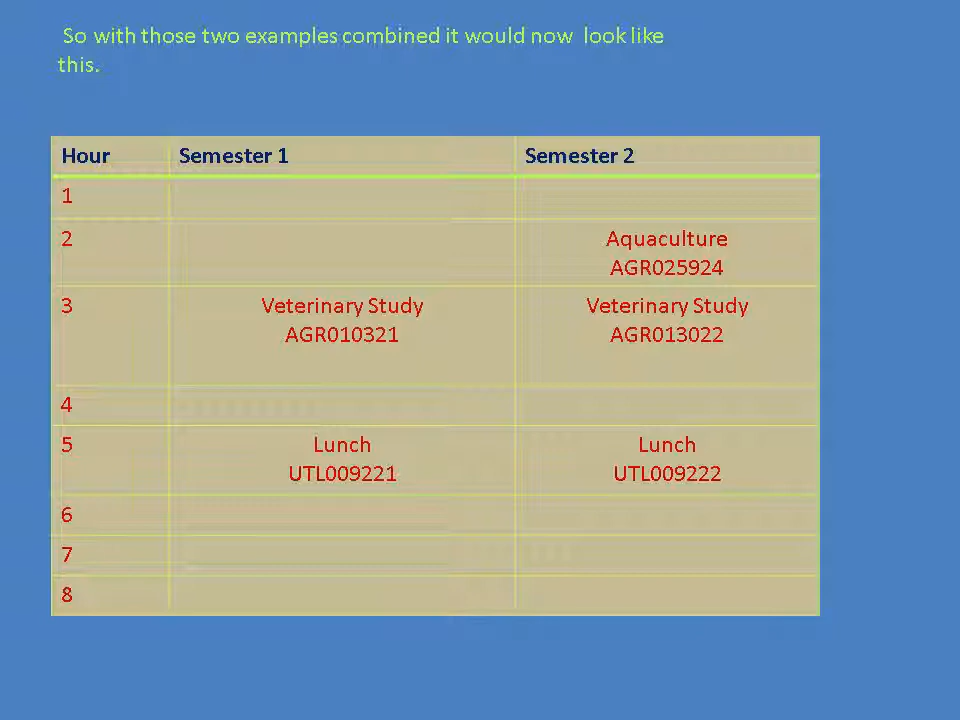 So with those two examples combined it would now look like
this.
Hour Semester 1 Semester 2
1
2 Aquaculture
AGR025924
3 Veterinary Study Veterinary Study
AGR010321 AGR013022
4
5 Lunch Lunch
UTL009221 UTL009222
6
7
8